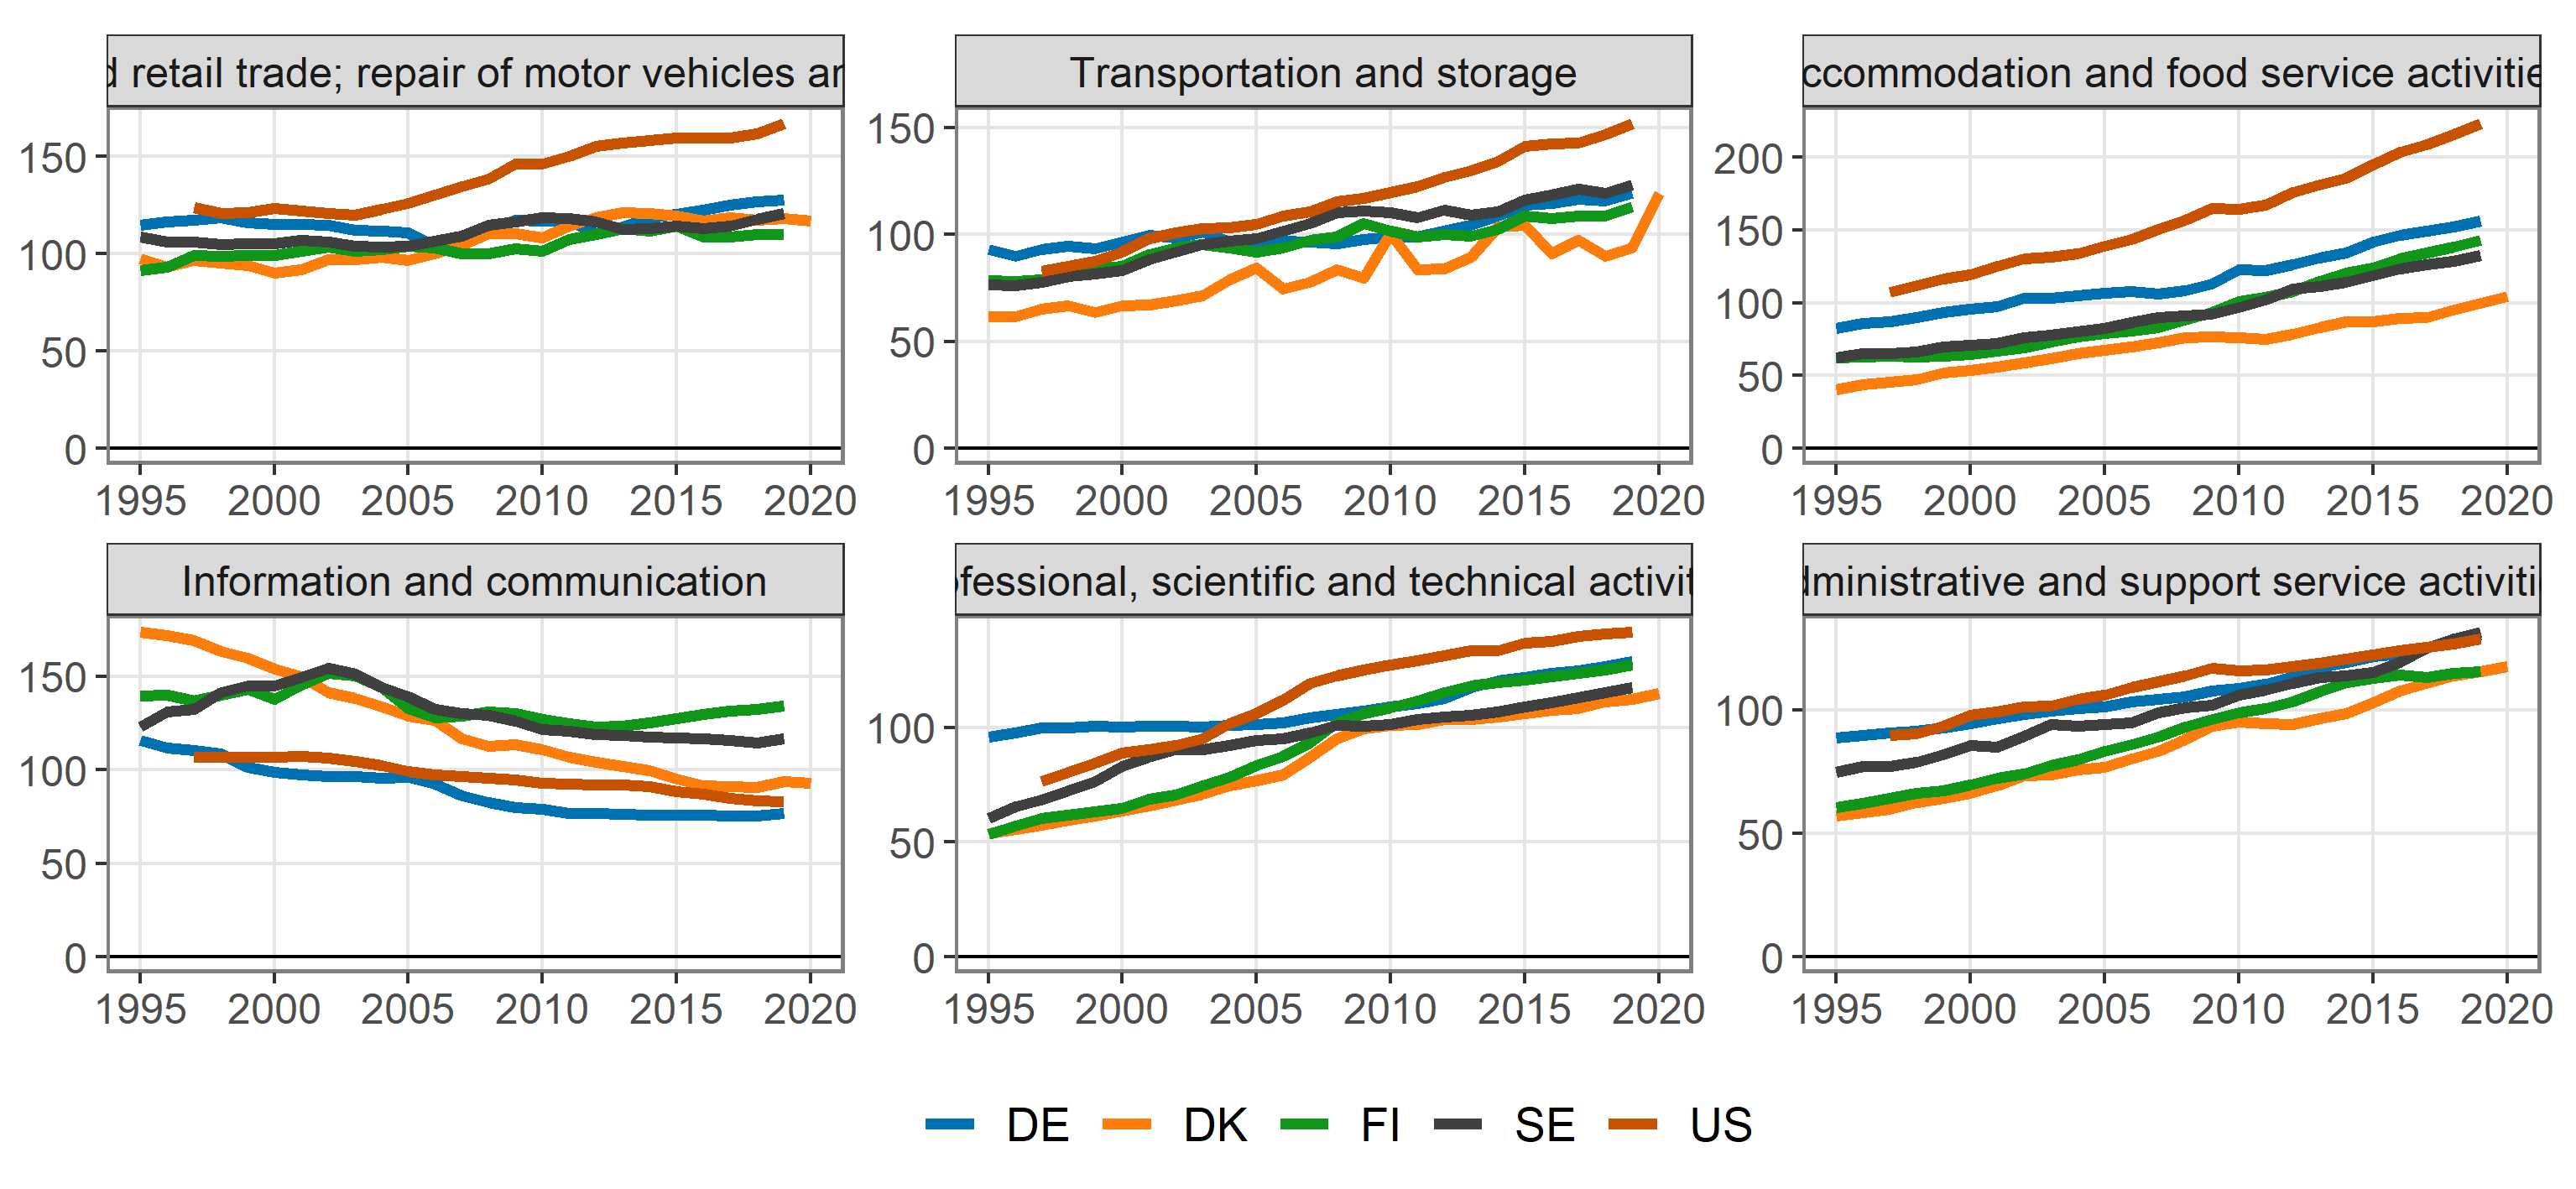 retail trade; repair of motor vehicles
Transportation and storage
ccommodation and food service activitie
150
100
50
0
1995 2000 2005 2010 2015 2020
150
100
50
0
1995 2000 2005 2010 2015 2020
200
150
100
50
0
1995 2000 2005 2010 2015 2020
Information and communication
ofessional, scientific and technical activit
dministrative and support service activiti
150
100
50
0
1995 2000 2005 2010 2015 2020
100
50
0
1995 2000 2005 2010 2015 2020
100
50
0
1995 2000 2005 2010 2015 2020
DE DK FI SE US